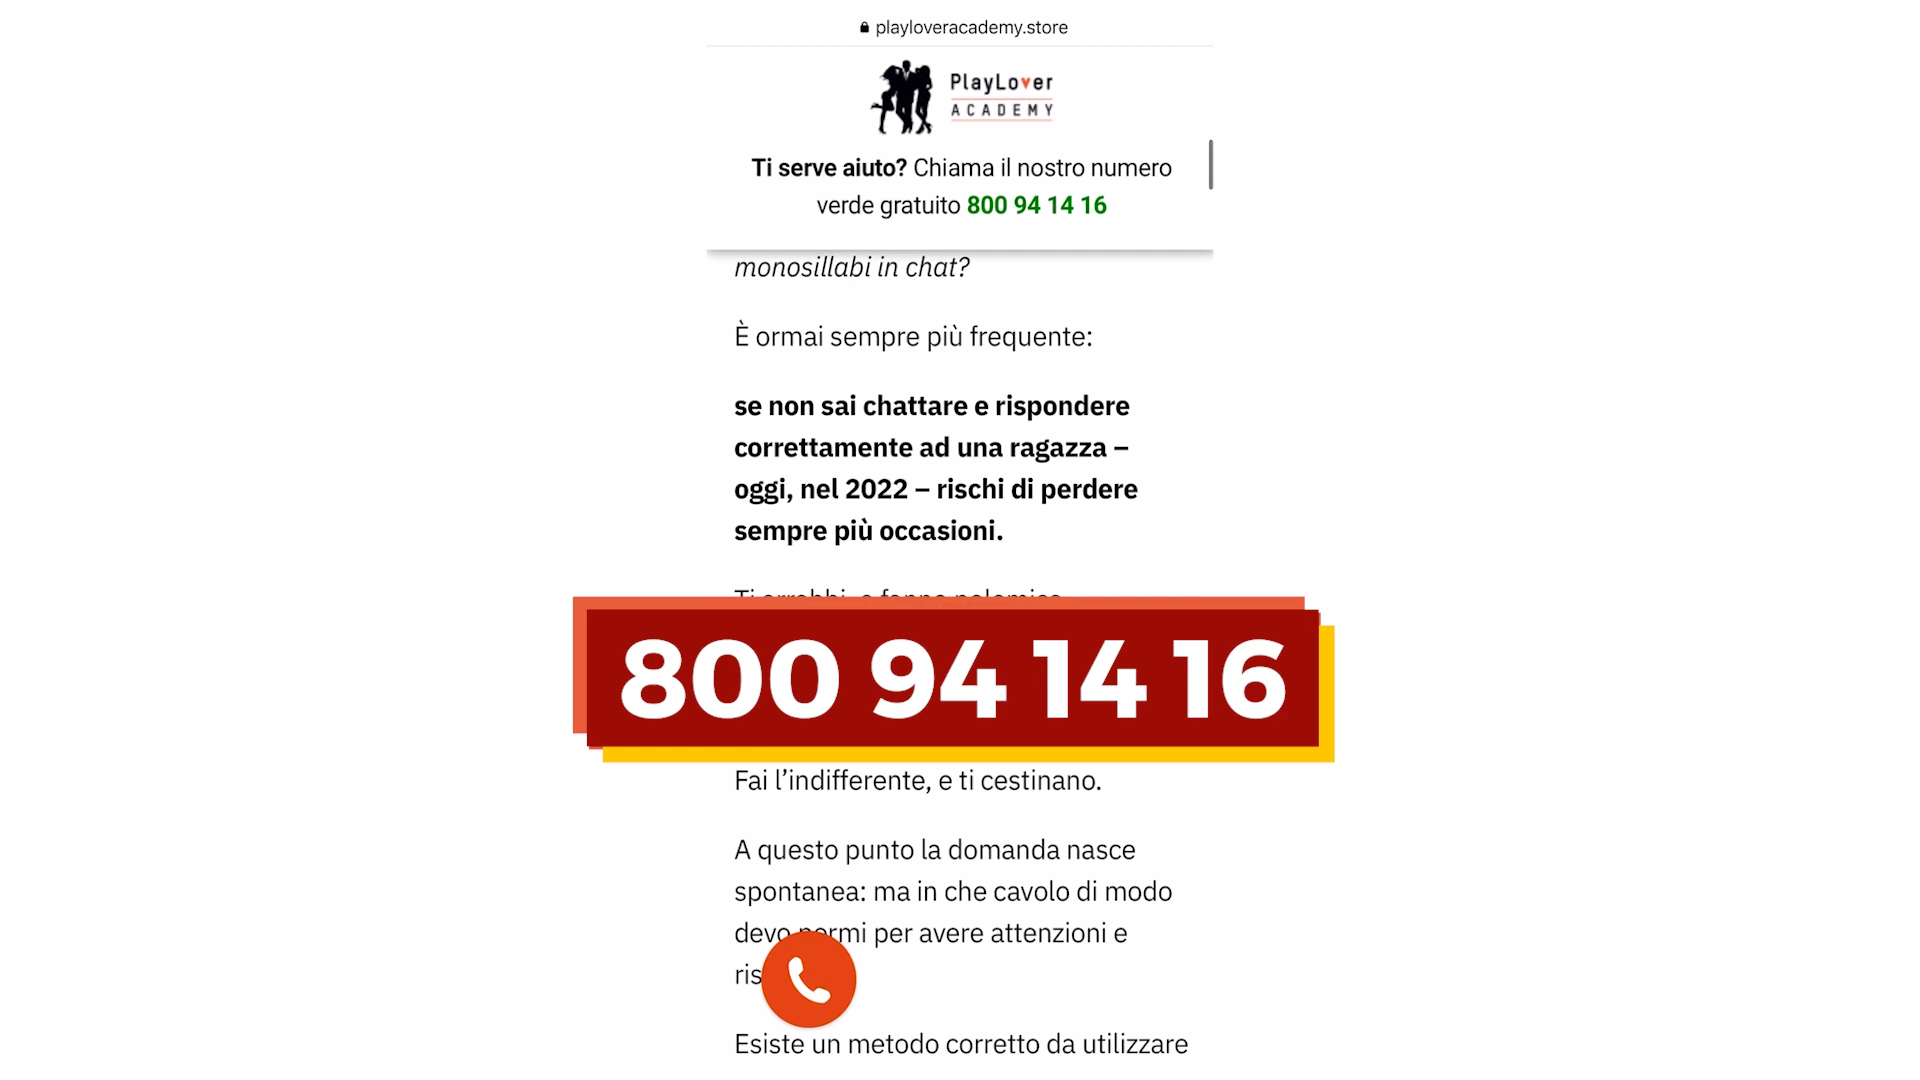 playloveracademy.store
PlayLover
ACADEMY
Ti serve aiuto? Chiama il nostro numero
verde gratuito 800 94 14 16
monosillabi in chat?
È ormai sempre più frequente:
se non sai chattare e rispondere
correttamente ad una ragazza –
oggi, nel 2022 – rischi di perdere
sempre più occasioni.
800 94 14 16
Fai l’indifferente, e ti cestinano.
A questo punto la domanda nasce
spontanea: ma in che cavolo di modo
devo pormi per avere attenzioni e
Esiste un metodo corretto da utilizzare